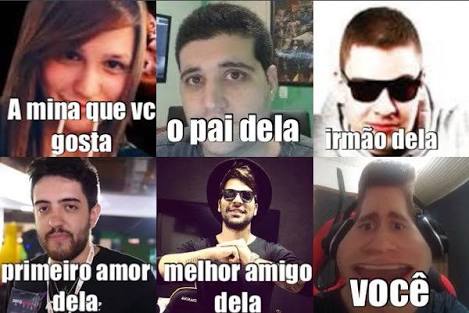 A mina que vc
gosta
o pai dela
irmão dela
primeiro amor
dela
melhor amigo
dela
você